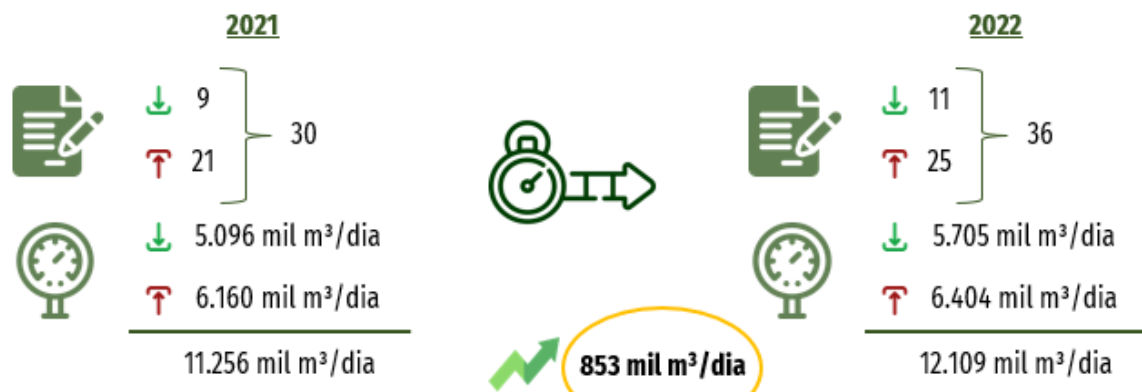 2021
9
30
21
5.096 mil m³/dia
6.160 mil m³/dia
11.256 mil m³/dia
853 mil m³/dia
2022
11
36
25
5.705 mil m³/dia
6.404 mil m³/dia
12.109 mil m³/dia